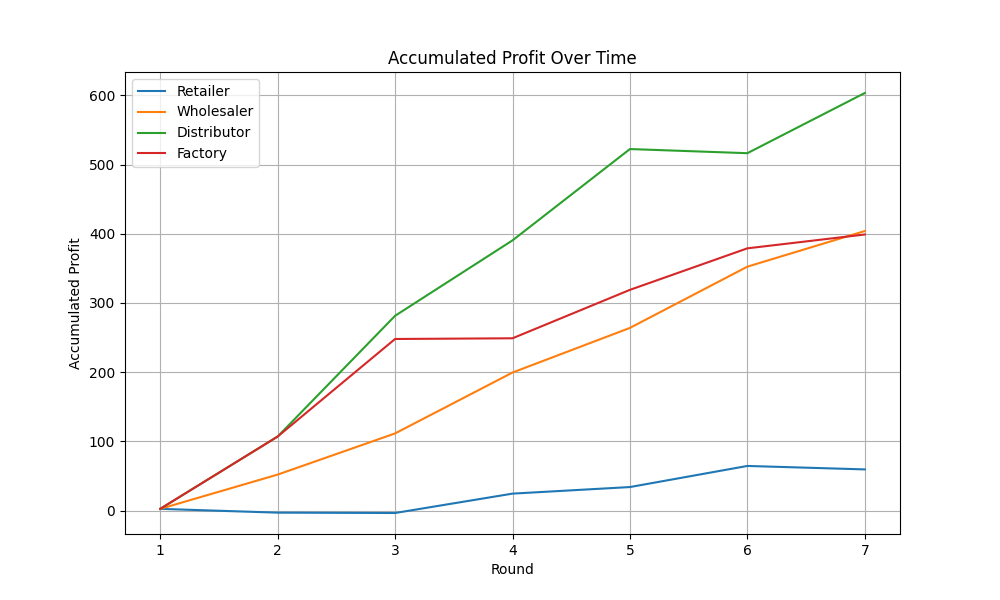 Accumulated Profit Over Time
Retailer
Wholesaler
Distributor
Factory
Accumulated Profit
600
500
400
300
200
100
0
1 2 3 4 5 6 7
Round